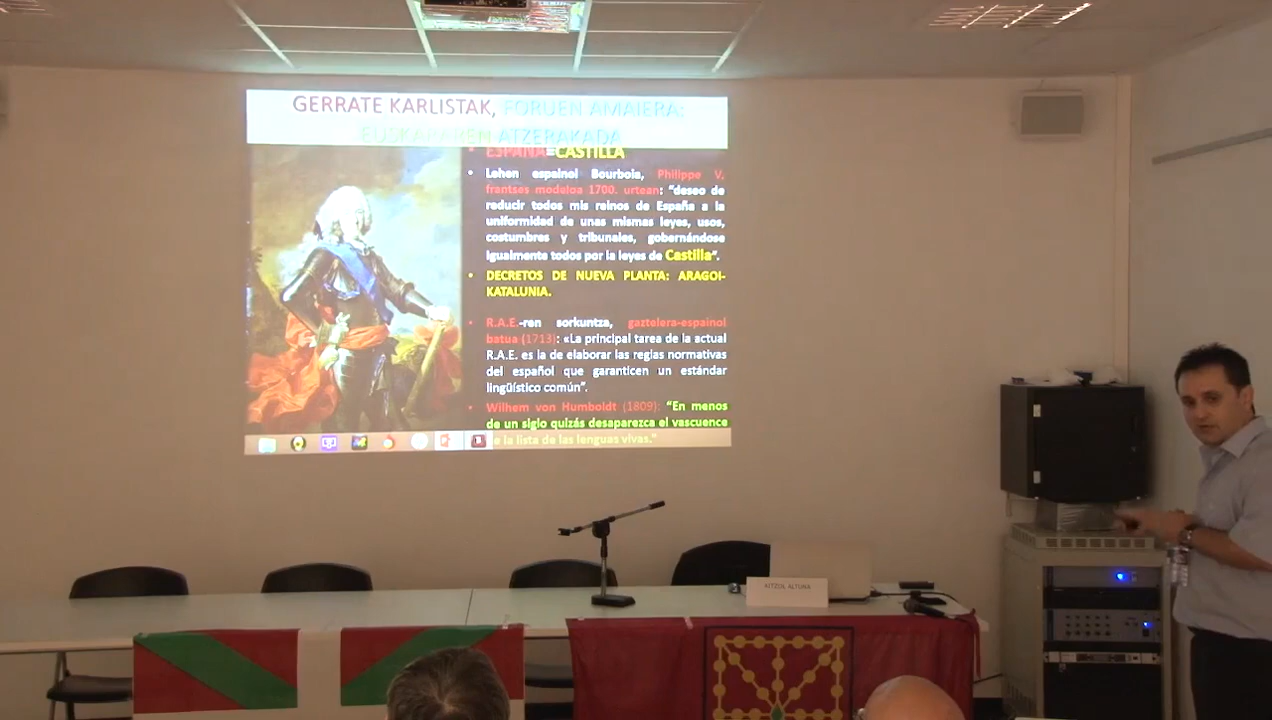 GERRATE KARLISTAK, FORUEN AMAIERA:
EUSKARAREN ATZERAKADA
• ESPAÑA=CASTILLA
• Lehen espainol Bourbois, Philippe V.
frantses modeloa 1700. urtean: “deseo de
reducir todos mis reinos de España a la
uniformidad de unas mismas leyes, usos,
costumbres y tribunales, gobernándose
igualmente todos por la leyes de Castilla”.
• DECRETOS DE NUEVA PLANTA: ARAGOI-
KATALUNIA.
• R.A.E.-ren sorkuntza, gaztelera-espainol
batua (1713): «La principal tarea de la actual
R.A.E. es la de elaborar las reglas normativas
del español que garanticen un estándar
lingüístico común”.
• Wilhem von Humboldt (1809): “En menos
de un siglo quizás desaparezca el vascuence
de la lista de las lenguas vivas.”
AITZOL ALTUNA